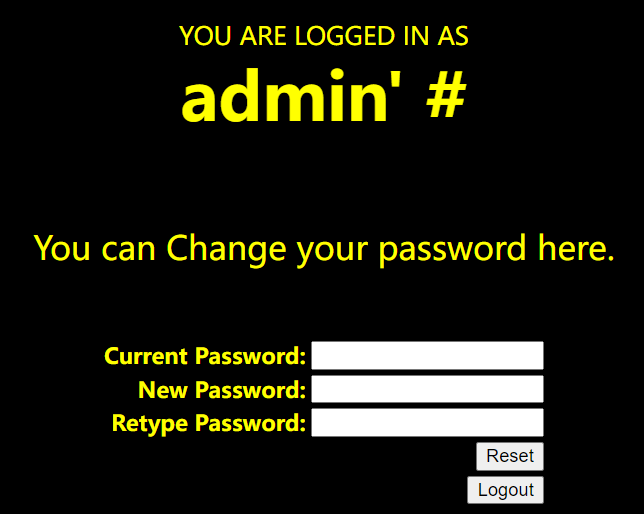 YOU ARE LOGGED IN AS
admin' #
You can Change your password here.
Current Password:
New Password:
Retype Password:
Reset
Logout